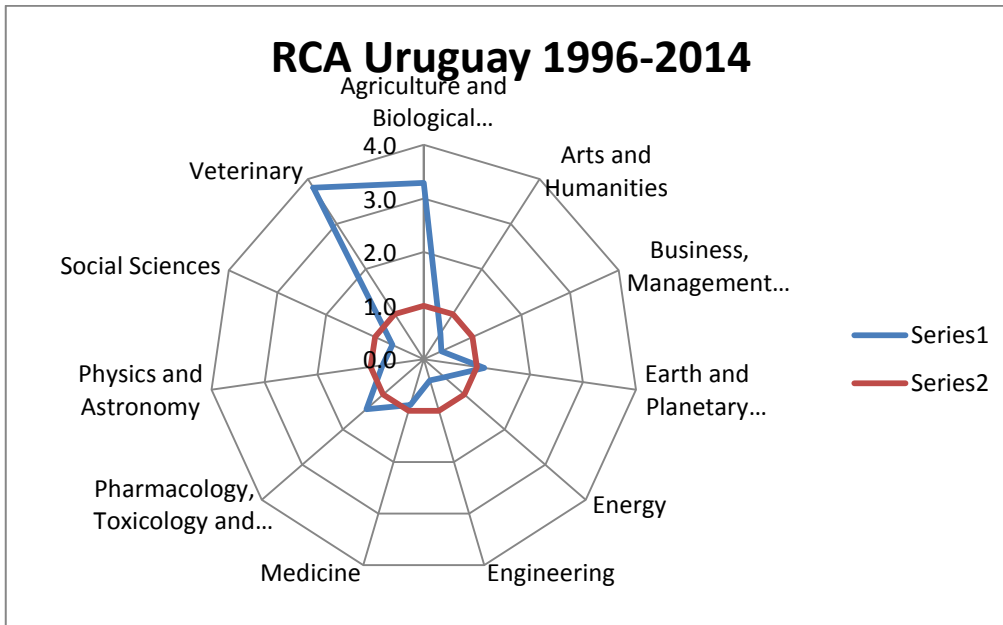 RCA Uruguay 1996-2014
Agriculture and
Biological...
Arts and
Humanities
Business,
Management...
Earth and
Planetary...
Energy
Engineering
Medicine
Pharmacology,
Toxicology and...
Physics and
Astronomy
Social Sciences
Veterinary
4.0
3.0
2.0
1.0
0.0
Series1
Series2